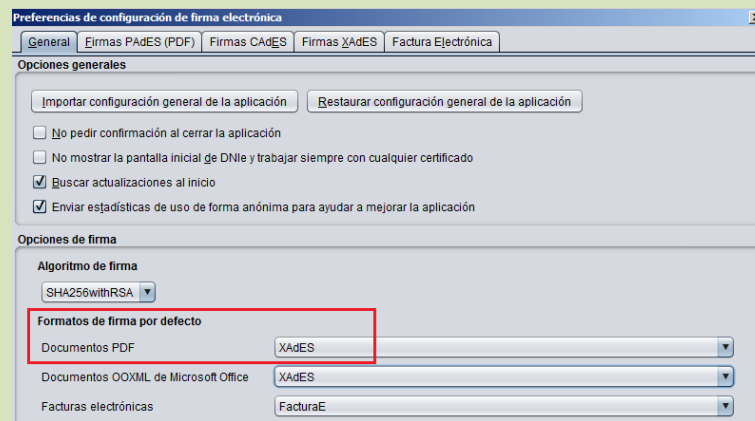 Preferencias de configuración de firma electrónica
General Firmas PAdES (PDF) Firmas CAdES Firmas XAdES Factura Electrónica
Opciones generales
Importar configuración general de la aplicación Restaurar configuración general de la aplicación
No pedir confirmación al cerrar la aplicación
No mostrar la pantalla inicial de DNIe y trabajar siempre con cualquier certificado
Buscar actualizaciones al inicio
Enviar estadísticas de uso de forma anónima para ayudar a mejorar la aplicación
Opciones de firma
Algoritmo de firma
SHA256withRSA
Formatos de firma por defecto
Documentos PDF XAdES
Documentos OOXML de Microsoft Office XAdES
Facturas electrónicas FacturaE